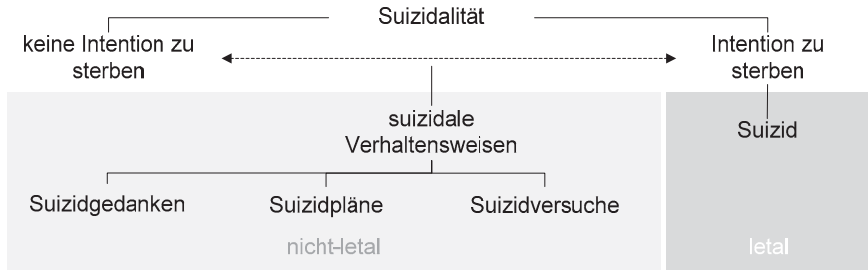 Suizidalität
keine Intention zu
sterben
Intention zu
sterben
suizidale
Verhaltensweisen
Suizid
Suizidgedanken
Suizidpläne
Suizidversuche
nicht-letal
letal